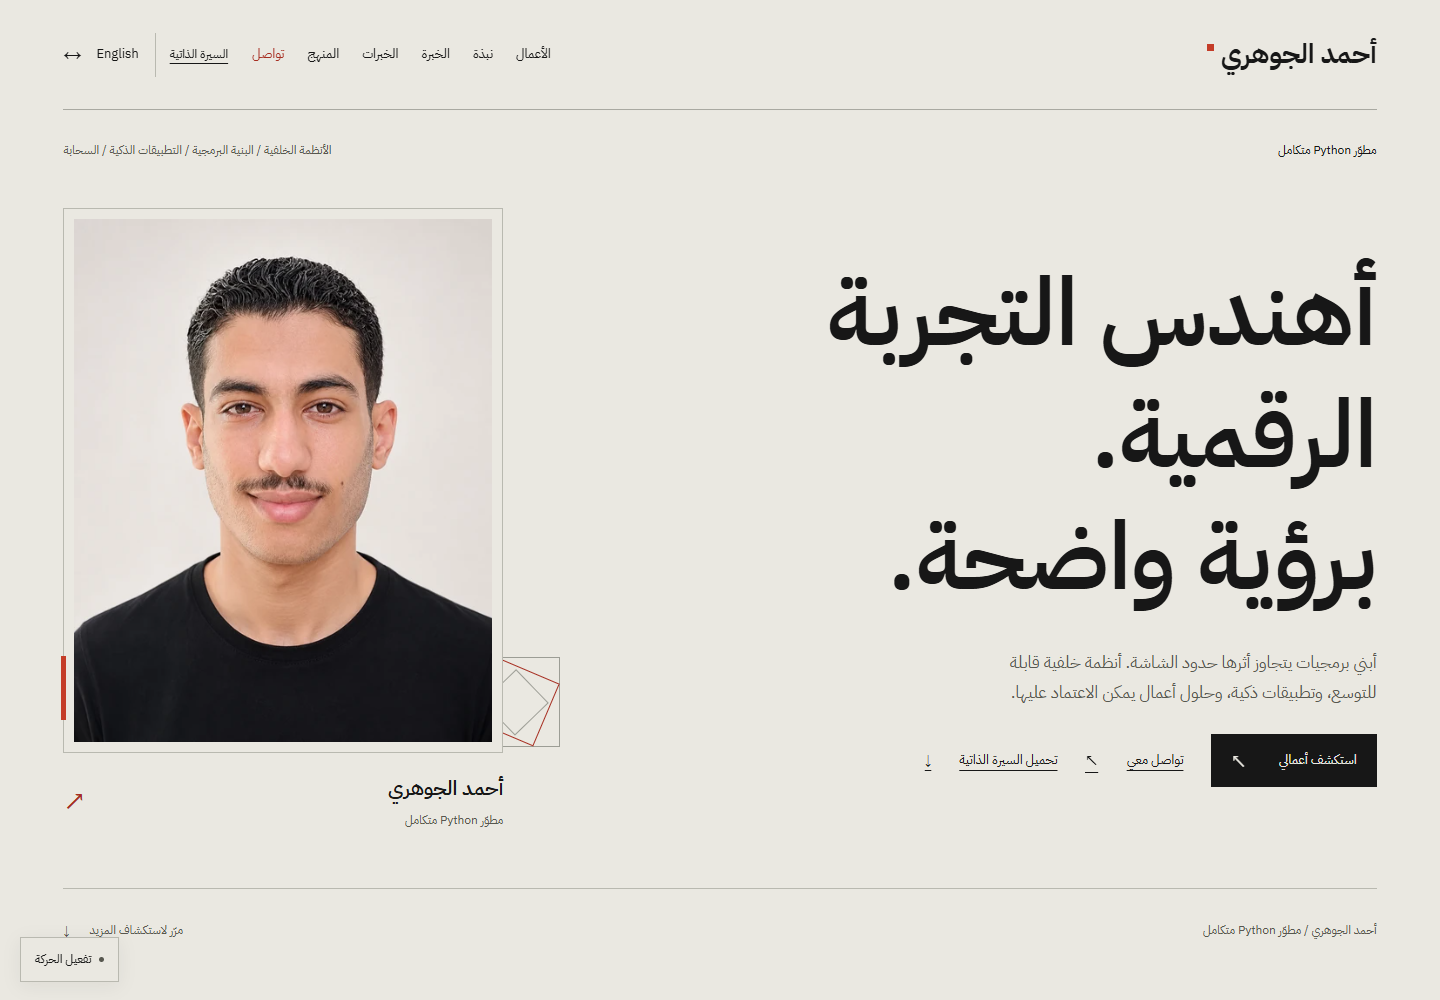 أحمد الجوهري
الأعمال نبذة الخبرة الخبرات المنهج تواصل السيرة الذاتية English ↔
مطوّر Python متكامل
الأنظمة الخلفية / البنية البرمجية / التطبيقات الذكية / السحابة
أهندس التجربة
الرقمية.
برؤية واضحة.
أبني برمجيات يتجاوز أثرها حدود الشاشة. أنظمة خلفية قابلة
للتوسع، وتطبيقات ذكية، وحلول أعمال يمكن الاعتماد عليها.
استكشف أعمالي ↖ تواصل معي ↖ تحميل السيرة الذاتية ↓
أحمد الجوهري
مطوّر Python متكامل
↗
أحمد الجوهري / مطوّر Python متكامل
مرّر لاستكشاف المزيد ↓
تفعيل الحركة